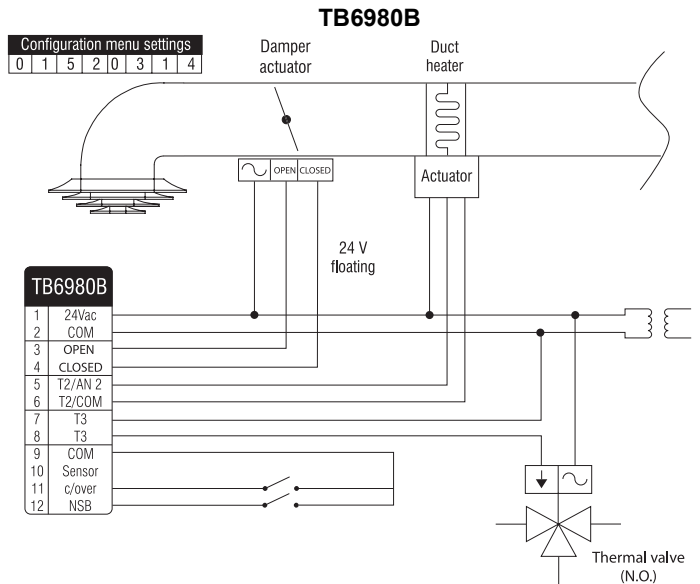 TB6980B
Configuration menu settings
0 1 5 2 0 3 1 4
Damper
actuator
Duct
heater
OPEN CLOSED
Actuator
24 V
floating
TB6980B
1 24Vac
2 COM
3 OPEN
4 CLOSED
5 T2/AN 2
6 T2/COM
7 T3
8 T3
9 COM
10 Sensor
11 c/over
12 NSB
Thermal valve
(N.O.)